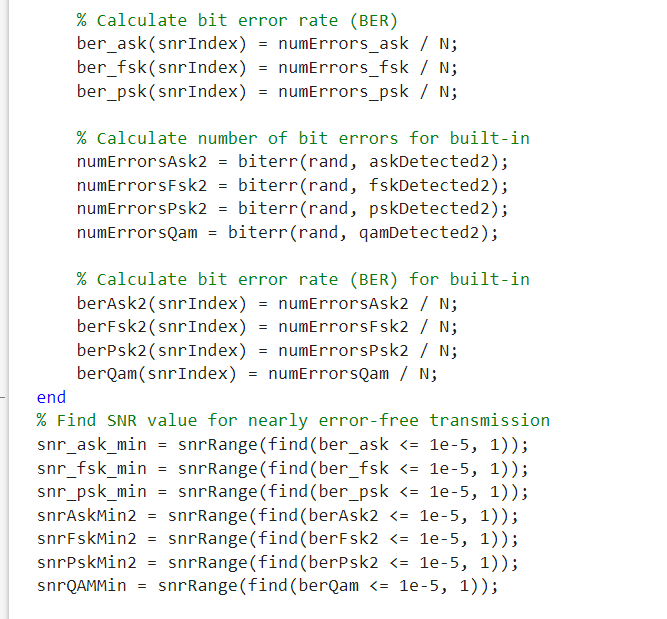 % Calculate bit error rate (BER)
ber_ask(snrIndex) = numErrors_ask / N;
ber_fsk(snrIndex) = numErrors_fsk / N;
ber_psk(snrIndex) = numErrors_psk / N;
% Calculate number of bit errors for built-in
numErrorsAsk2 = biterr(rand, askDetected2);
numErrorsFsk2 = biterr(rand, fskDetected2);
numErrorsPsk2 = biterr(rand, pskDetected2);
numErrorsQam = biterr(rand, qamDetected2);
% Calculate bit error rate (BER) for built-in
berAsk2(snrIndex) = numErrorsAsk2 / N;
berFsk2(snrIndex) = numErrorsFsk2 / N;
berPsk2(snrIndex) = numErrorsPsk2 / N;
berQam(snrIndex) = numErrorsQam / N;
end
% Find SNR value for nearly error-free transmission
snr_ask_min = snrRange(find(ber_ask <= 1e-5, 1));
snr_fsk_min = snrRange(find(ber_fsk <= 1e-5, 1));
snr_psk_min = snrRange(find(ber_psk <= 1e-5, 1));
snrAskMin2 = snrRange(find(berAsk2 <= 1e-5, 1));
snrFskMin2 = snrRange(find(berFsk2 <= 1e-5, 1));
snrPskMin2 = snrRange(find(berPsk2 <= 1e-5, 1));
snrQAMMin = snrRange(find(berQam <= 1e-5, 1));